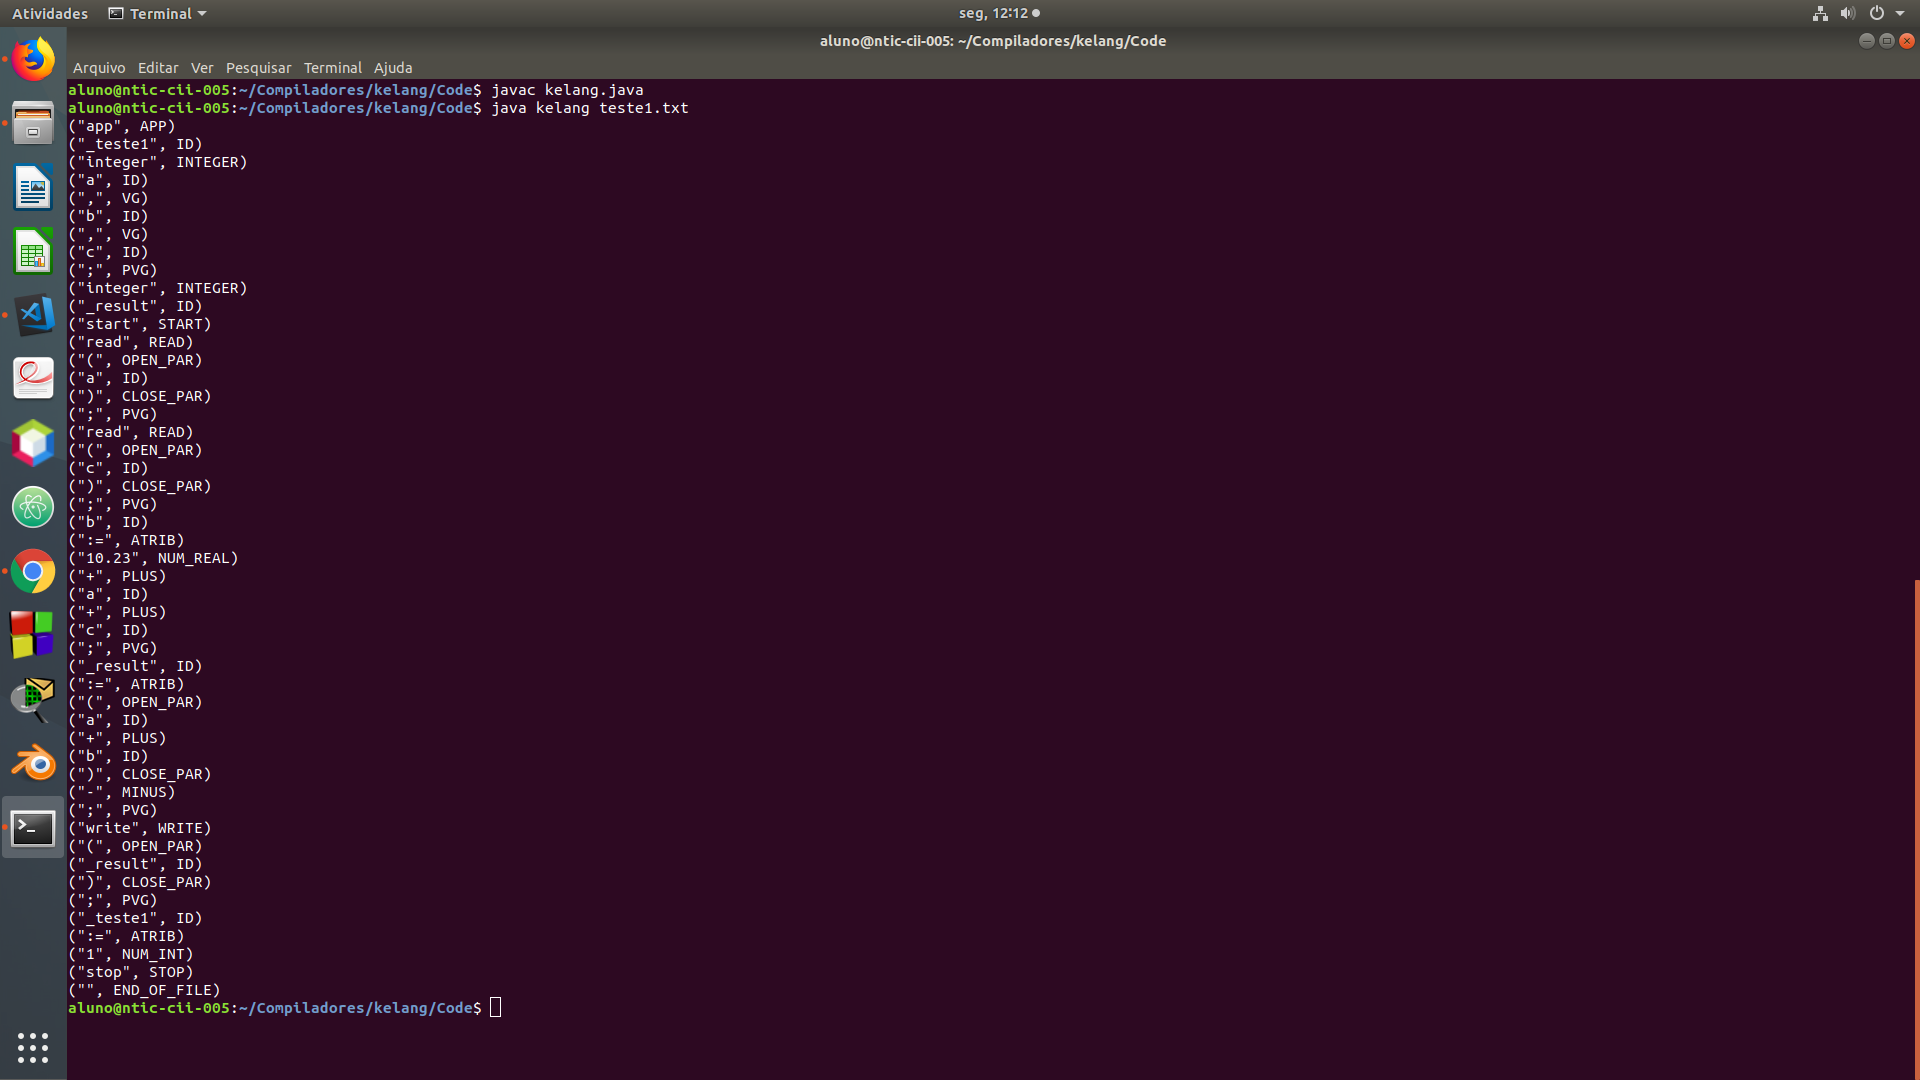 Atividades Terminal seg, 12:12
aluno@ntic-cii-005: ~/Compiladores/kelang/Code
Arquivo Editar Ver Pesquisar Terminal Ajuda
aluno@ntic-cii-005:~/Compiladores/kelang/Code$ javac kelang.java
aluno@ntic-cii-005:~/Compiladores/kelang/Code$ java kelang teste1.txt
("app", APP)
("_teste1", ID)
("integer", INTEGER)
("a", ID)
(",", VG)
("b", ID)
(",", VG)
("c", ID)
(";", PVG)
("integer", INTEGER)
("_result", ID)
("start", START)
("read", READ)
("(", OPEN_PAR)
("a", ID)
(")", CLOSE_PAR)
(";", PVG)
("read", READ)
("(", OPEN_PAR)
("c", ID)
(")", CLOSE_PAR)
(";", PVG)
("b", ID)
(":=", ATRIB)
("10.23", NUM_REAL)
("+", PLUS)
("a", ID)
("+", PLUS)
("c", ID)
(";", PVG)
("_result", ID)
(":=", ATRIB)
("(", OPEN_PAR)
("a", ID)
("+", PLUS)
("b", ID)
(")", CLOSE_PAR)
("-", MINUS)
(";", PVG)
("write", WRITE)
("(", OPEN_PAR)
("_result", ID)
(")", CLOSE_PAR)
(";", PVG)
("_teste1", ID)
(":=", ATRIB)
("1", NUM_INT)
("stop", STOP)
("", END_OF_FILE)
aluno@ntic-cii-005:~/Compiladores/kelang/Code$